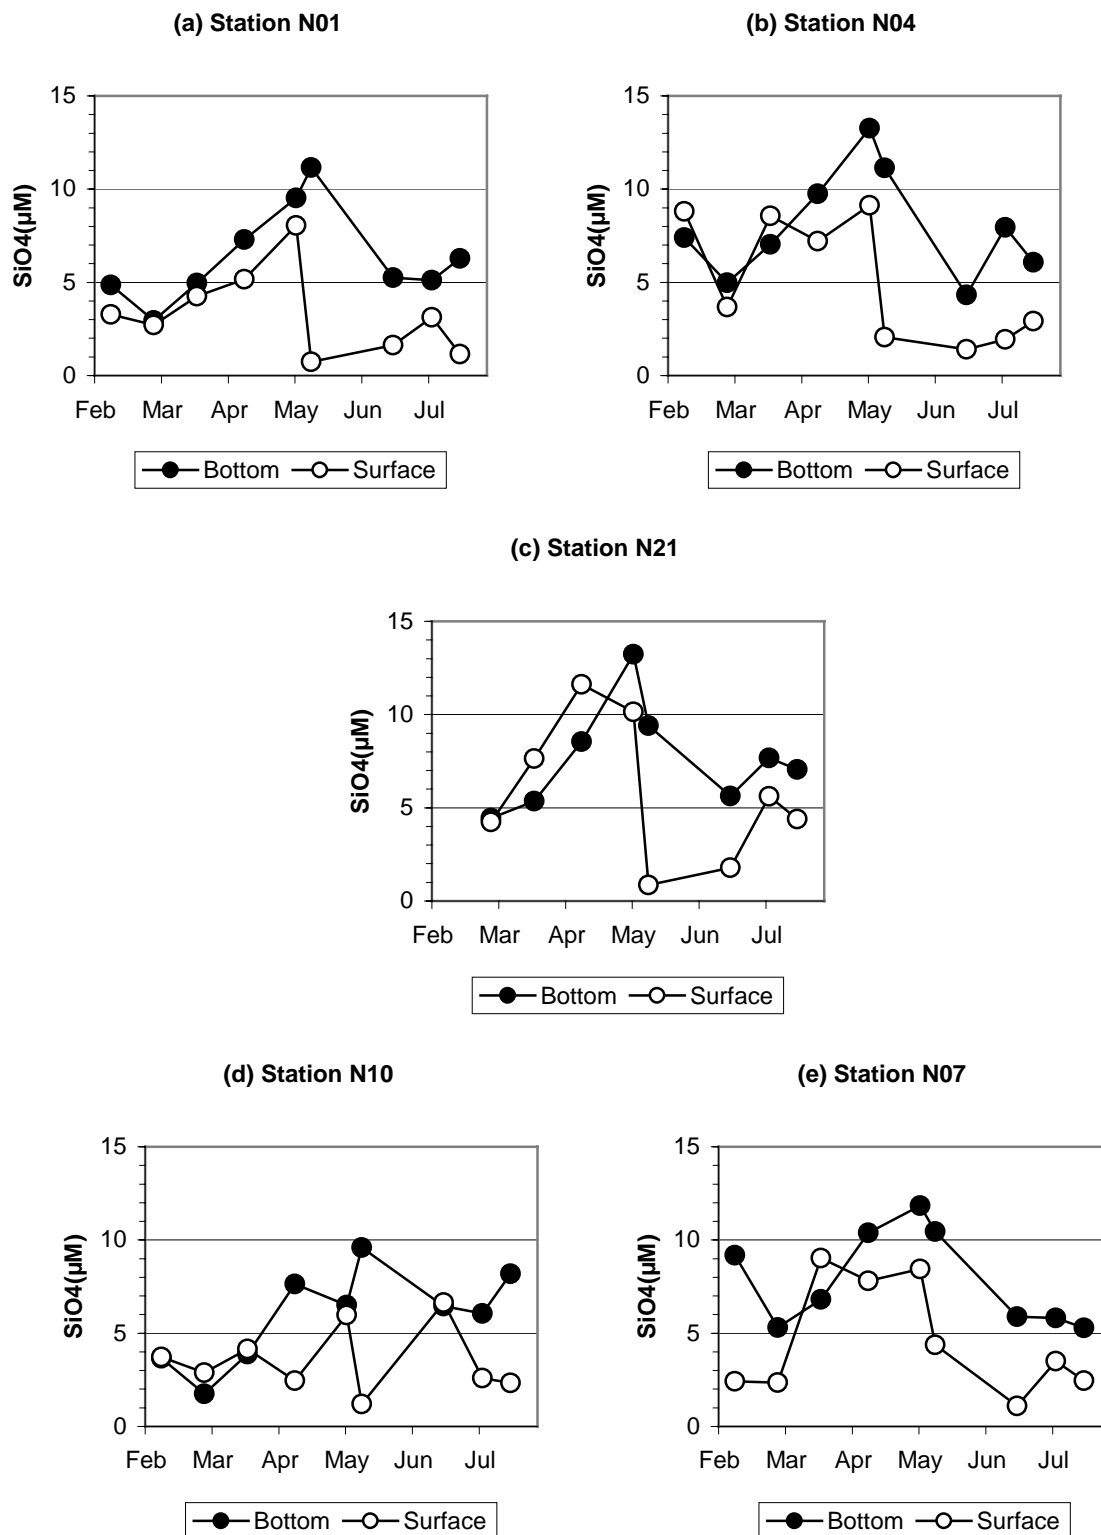 (a) Station N01
15
10
5
0
SiO4(µM)
Feb Mar Apr May Jun Jul
Bottom Surface
(b) Station N04
15
10
5
0
SiO4(µM)
Feb Mar Apr May Jun Jul
Bottom Surface
(c) Station N21
15
10
5
0
SiO4(µM)
Feb Mar Apr May Jun Jul
Bottom Surface
(d) Station N10
15
10
5
0
SiO4(µM)
Feb Mar Apr May Jun Jul
Bottom Surface
(e) Station N07
15
10
5
0
SiO4(µM)
Feb Mar Apr May Jun Jul
Bottom Surface